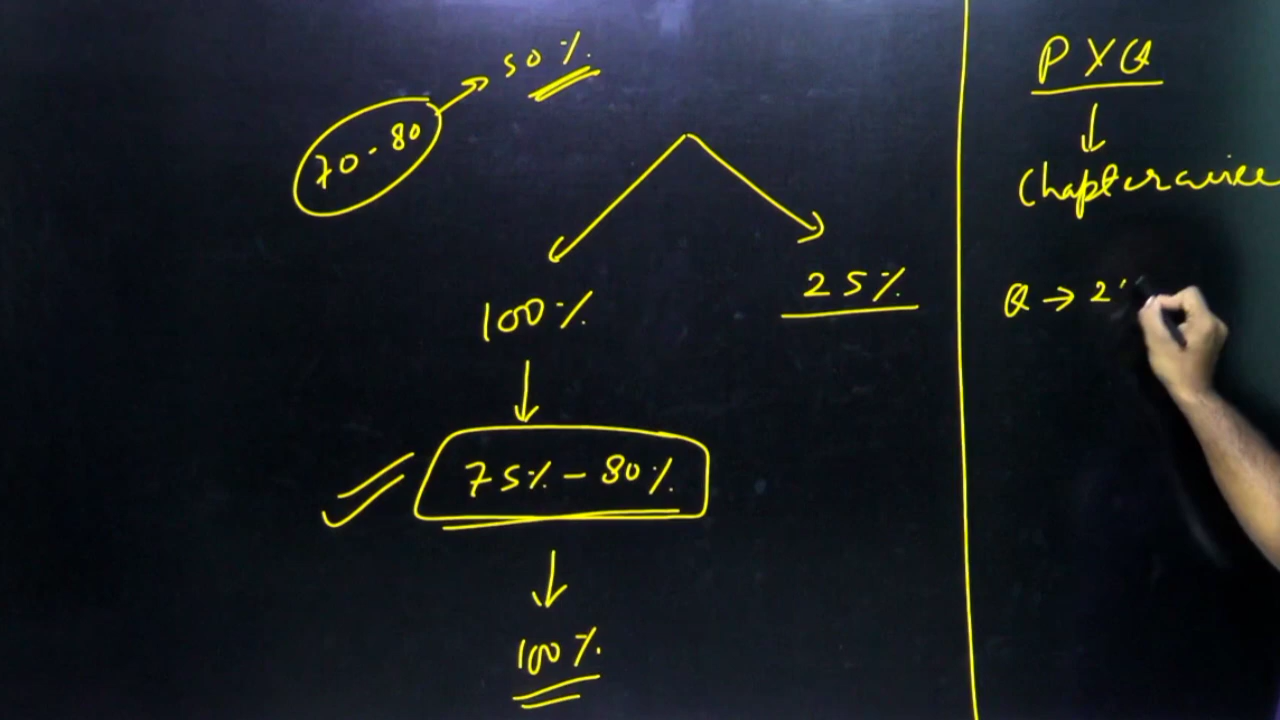 50%
70-80
100%
25%
75% - 80%
100%
PYQ
Chapterwise
Q → 2